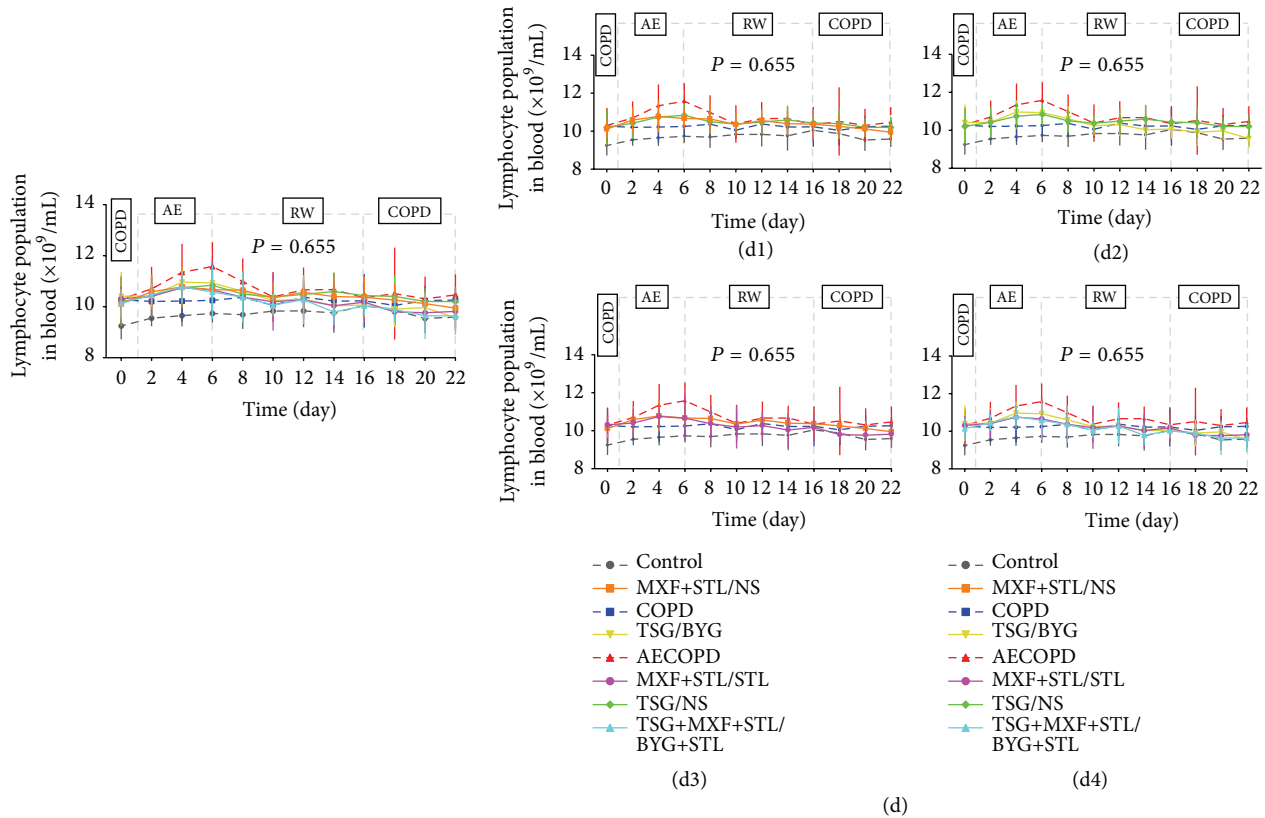 Lymphocyte population
in blood (×10⁹/mL)
COPD
AE
RW
COPD
P = 0.655
14
12
10
8
0 2 4 6 8 10 12 14 16 18 20 22
Time (day)
Lymphocyte population
in blood (×10⁹/mL)
COPD
AE
RW
COPD
P = 0.655
14
12
10
8
0 2 4 6 8 10 12 14 16 18 20 22
Time (day)
(d1)
COPD
AE
RW
COPD
P = 0.655
14
12
10
8
0 2 4 6 8 10 12 14 16 18 20 22
Time (day)
(d2)
Lymphocyte population
in blood (×10⁹/mL)
COPD
AE
RW
COPD
P = 0.655
14
12
10
8
0 2 4 6 8 10 12 14 16 18 20 22
Time (day)
COPD
AE
RW
COPD
P = 0.655
14
12
10
8
0 2 4 6 8 10 12 14 16 18 20 22
Time (day)
Control
MXF+STL/NS
COPD
TSG/BYG
AECOPD
MXF+STL/STL
TSG/NS
TSG+MXF+STL/
BYG+STL
(d3)
Control
MXF+STL/NS
COPD
TSG/BYG
AECOPD
MXF+STL/STL
TSG/NS
TSG+MXF+STL/
BYG+STL
(d4)
(d)